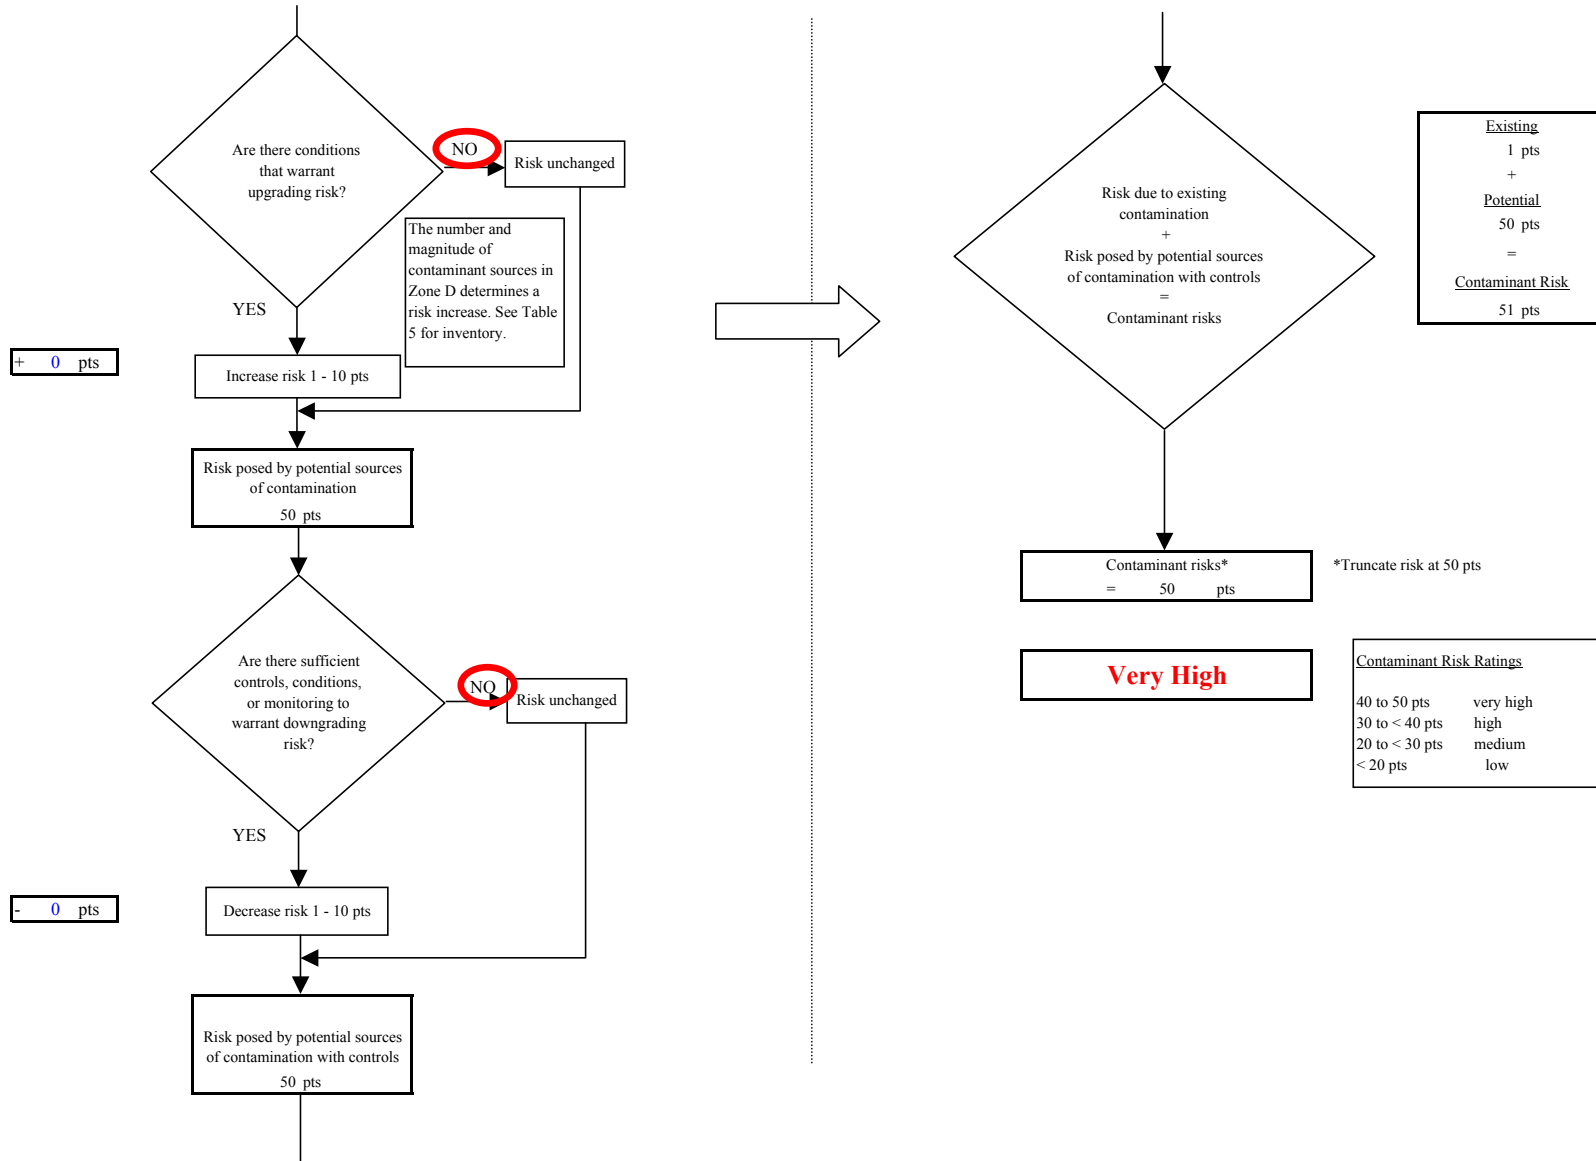 Are there conditions
that warrant
upgrading risk?
NO
Risk unchanged
The number and
magnitude of
contaminant sources in
Zone D determines a
risk increase. See Table
5 for inventory.
YES
+ 0 pts
Increase risk 1 - 10 pts
Risk posed by potential sources
of contamination
50 pts
Are there sufficient
controls, conditions,
or monitoring to
warrant downgrading
risk?
NO
Risk unchanged
YES
- 0 pts
Decrease risk 1 - 10 pts
Risk posed by potential sources
of contamination with controls
50 pts
Risk due to existing
contamination
+
Risk posed by potential sources
of contamination with controls
=
Contaminant risks
Existing
1 pts
+
Potential
50 pts
=
Contaminant Risk
51 pts
Contaminant risks*
= 50 pts
*Truncate risk at 50 pts
Very High
Contaminant Risk Ratings
40 to 50 pts very high
30 to < 40 pts high
20 to < 30 pts medium
< 20 pts low